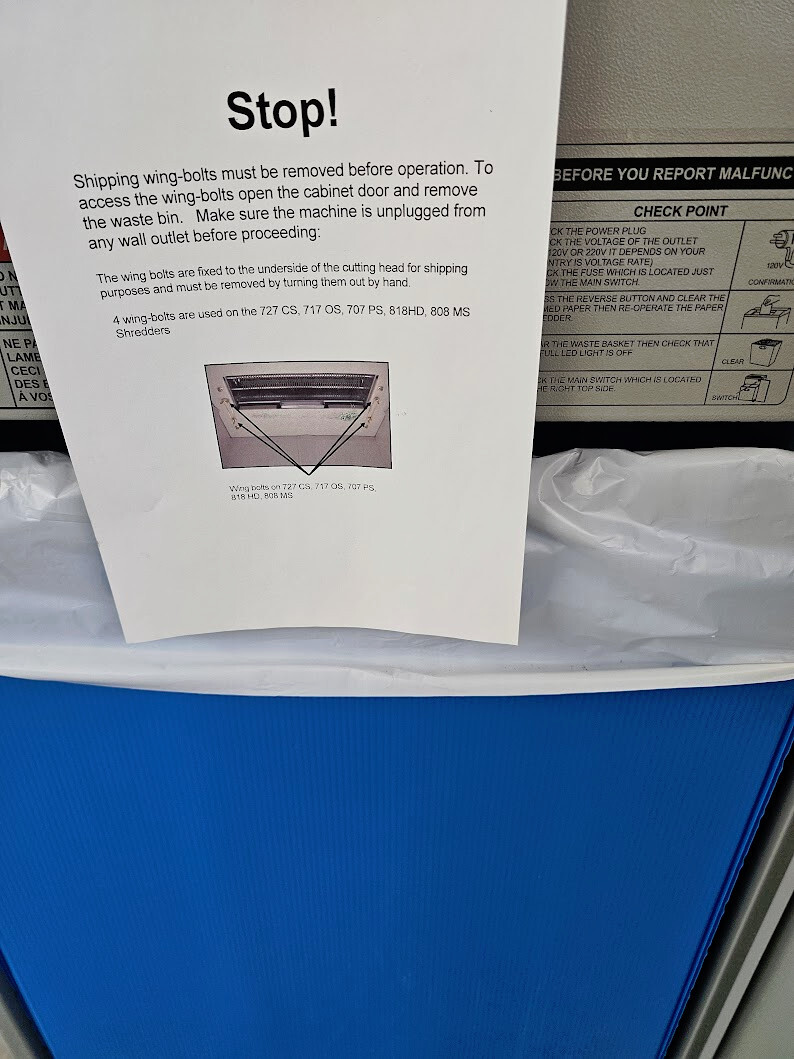 Stop!
Shipping wing-bolts must be removed before operation. To
access the wing-bolts open the cabinet door and remove
the waste bin. Make sure the machine is unplugged from
any wall outlet before proceeding:
The wing bolts are fixed to the underside of the cutting head for shipping
purposes and must be removed by turning them out by hand.
4 wing-bolts are used on the 727 CS, 717 OS, 707 PS, 818HD, 808 MS
Shredders
Wing bolts on 727 CS, 717 OS, 707 PS,
818 HD, 808 MS
BEFORE YOU REPORT MALFUNC
CHECK POINT
CK THE POWER PLUG
CK THE VOLTAGE OF THE OUTLET
120V OR 220V IT DEPENDS ON YOUR
NTRY IS VOLTAGE RATE)
CK THE FUSE WHICH IS LOCATED JUST
OW THE MAIN SWITCH.
120V
CONFIRMATIO
SS THE REVERSE BUTTON AND CLEAR THE
MED PAPER THEN RE-OPERATE THE PAPER
EDDER.
AR THE WASTE BASKET THEN CHECK THAT
FULL LED LIGHT IS OFF
CLEAR
CK THE MAIN SWITCH WHICH IS LOCATED
HE RIGHT TOP SIDE.
SWITCH
NE PA
LAME
CECI
DES B
À VOS